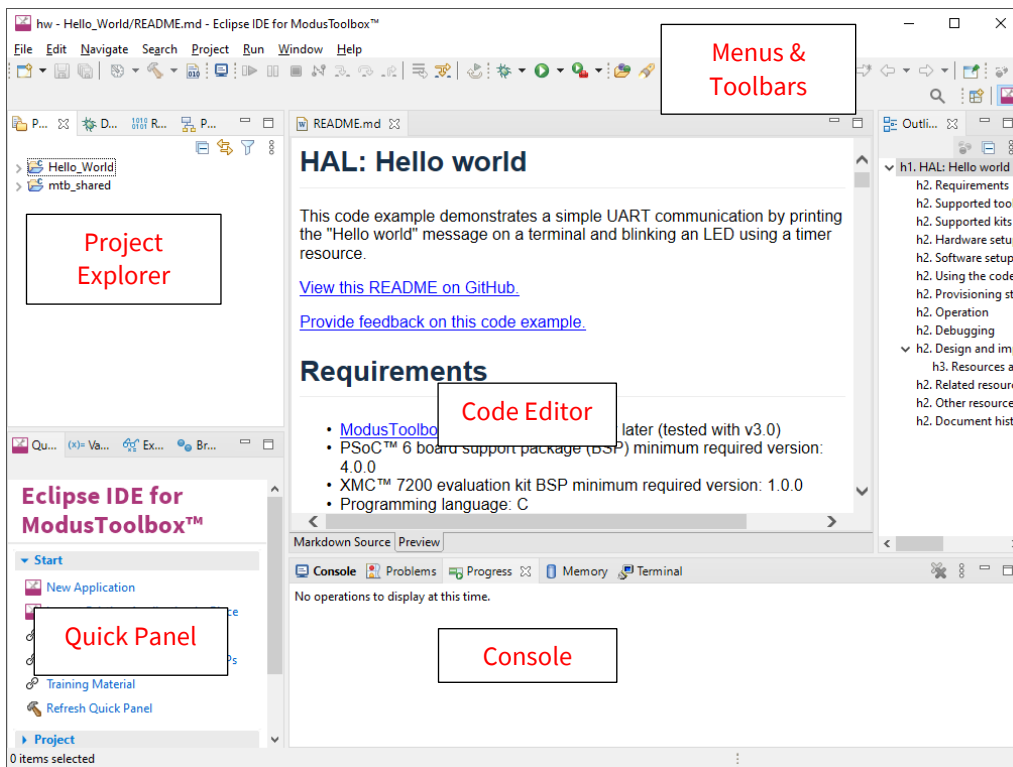 hw - Hello_World/README.md - Eclipse IDE for ModusToolbox™
File Edit Navigate Search Project Run Window Help
Menus &
Toolbars
P... D... R... P...
README.md
Outli...
Hello_World
mtb_shared
Project
Explorer
HAL: Hello world
This code example demonstrates a simple UART communication by printing
the "Hello world" message on a terminal and blinking an LED using a timer
resource.
View this README on GitHub.
Provide feedback on this code example.
Requirements
Code Editor
ModusToolbo later (tested with v3.0)
PSoC™ 6 board support package (BSP) minimum required version:
4.0.0
XMC™ 7200 evaluation kit BSP minimum required version: 1.0.0
Programming language: C
Markdown Source Preview
h1. HAL: Hello world
h2. Requirements
h2. Supported tool
h2. Supported kits
h2. Hardware setu
h2. Software setup
h2. Using the code
h2. Provisioning st
h2. Operation
h2. Debugging
h2. Design and im
h3. Resources a
h2. Related resour
h2. Other resource
h2. Document hist
Qu... (x)= Va... Ex... Br...
Eclipse IDE for
ModusToolbox™
Start
New Application
Quick Panel
Training Material
Refresh Quick Panel
Project
Console Problems Progress Memory Terminal
No operations to display at this time.
Console
0 items selected